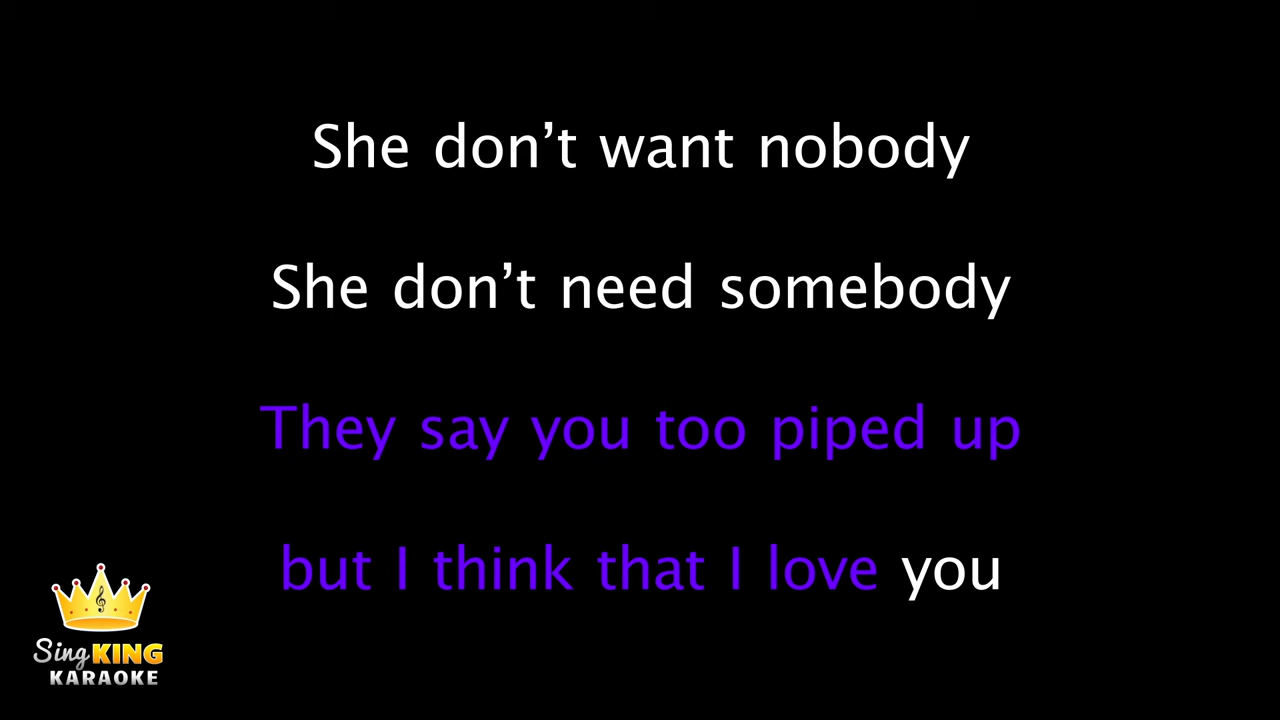 She don’t want nobody
She don’t need somebody
They say you too piped up
but I think that I love you
Sing KING
KARAOKE